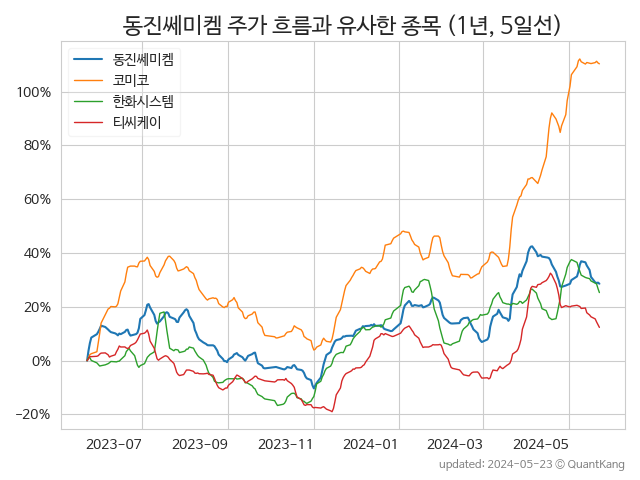 동진쎄미켐 주가 흐름과 유사한 종목 (1년, 5일선)
동진쎄미켐
코미코
한화시스템
티씨케이
100%
80%
60%
40%
20%
0%
−20%
2023-07 2023-09 2023-11 2024-01 2024-03 2024-05
updated: 2024-05-23 © QuantKang